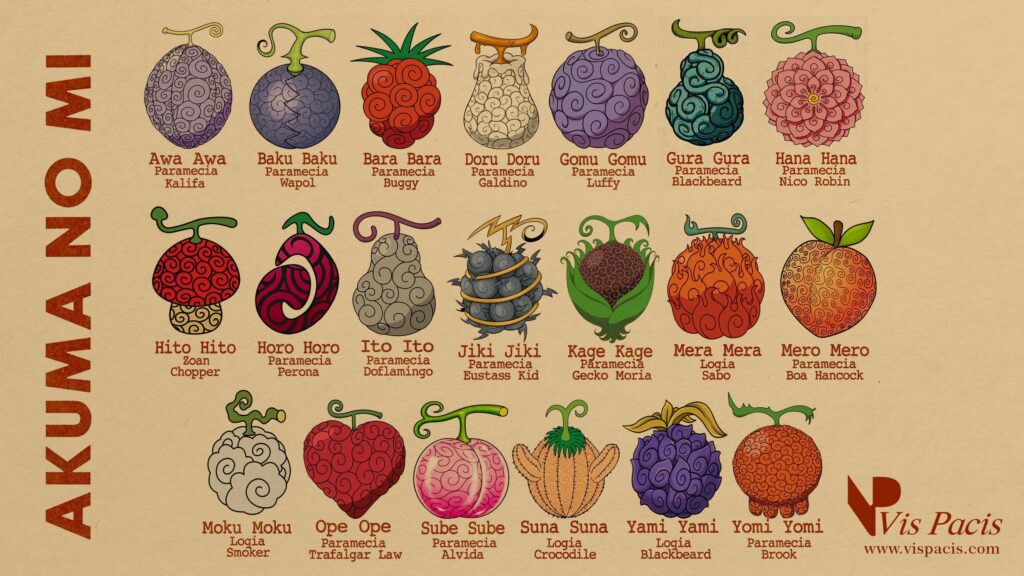 AKUMA NO MI
Awa Awa
Paramecia
Kalifa
Baku Baku
Paramecia
Wapol
Bara Bara
Paramecia
Buggy
Doru Doru
Paramecia
Galdino
Gomu Gomu
Paramecia
Luffy
Gura Gura
Paramecia
Blackbeard
Hana Hana
Paramecia
Nico Robin
Hito Hito
Zoan
Chopper
Horo Horo
Paramecia
Perona
Ito Ito
Paramecia
Doflamingo
Jiki Jiki
Paramecia
Eustass Kid
Kage Kage
Paramecia
Gecko Moria
Mera Mera
Logia
Sabo
Mero Mero
Paramecia
Boa Hancock
Moku Moku
Logia
Smoker
Ope Ope
Paramecia
Trafalgar Law
Sube Sube
Paramecia
Alvida
Suna Suna
Logia
Crocodile
Yami Yami
Logia
Blackbeard
Yomi Yomi
Paramecia
Brook
Vis Pacis
www.vispacis.com